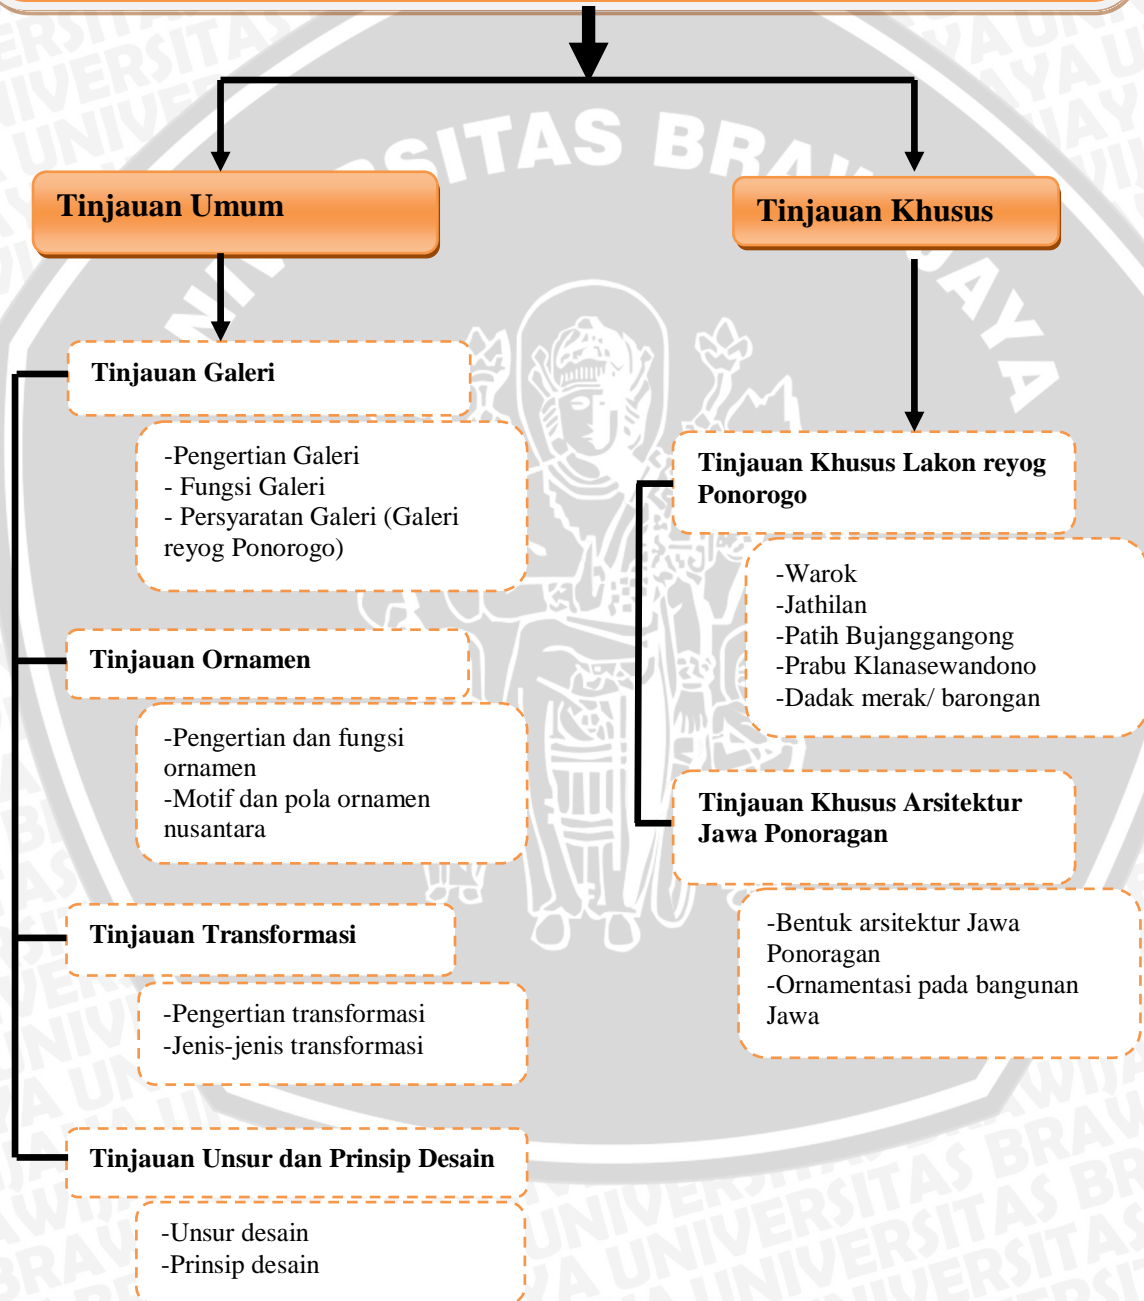 Tinjauan Umum
Tinjauan Galeri
-Pengertian Galeri
- Fungsi Galeri
- Persyaratan Galeri (Galeri
reyog Ponorogo)
Tinjauan Ornamen
-Pengertian dan fungsi
ornamen
-Motif dan pola ornamen
nusantara
Tinjauan Transformasi
-Pengertian transformasi
-Jenis-jenis transformasi
Tinjauan Unsur dan Prinsip Desain
-Unsur desain
-Prinsip desain
Tinjauan Khusus
Tinjauan Khusus Lakon reyog
Ponorogo
-Warok
-Jathilan
-Patih Bujanggangong
-Prabu Klanasewandono
-Dadak merak/ barongan
Tinjauan Khusus Arsitektur
Jawa Ponoragan
-Bentuk arsitektur Jawa
Ponoragan
-Ornamentasi pada bangunan
Jawa